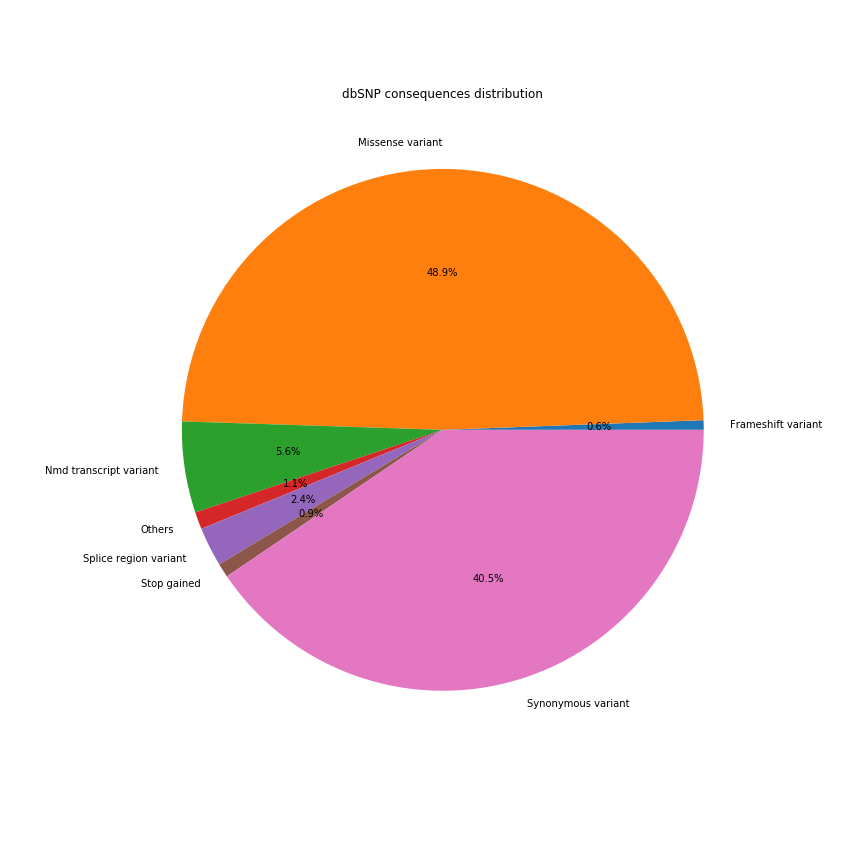 dbSNP consequences distribution
Missense variant
48.9%
Frameshift variant
0.6%
5.6%
Nmd transcript variant
1.1%
2.4%
0.9%
Others
Splice region variant
Stop gained
40.5%
Synonymous variant